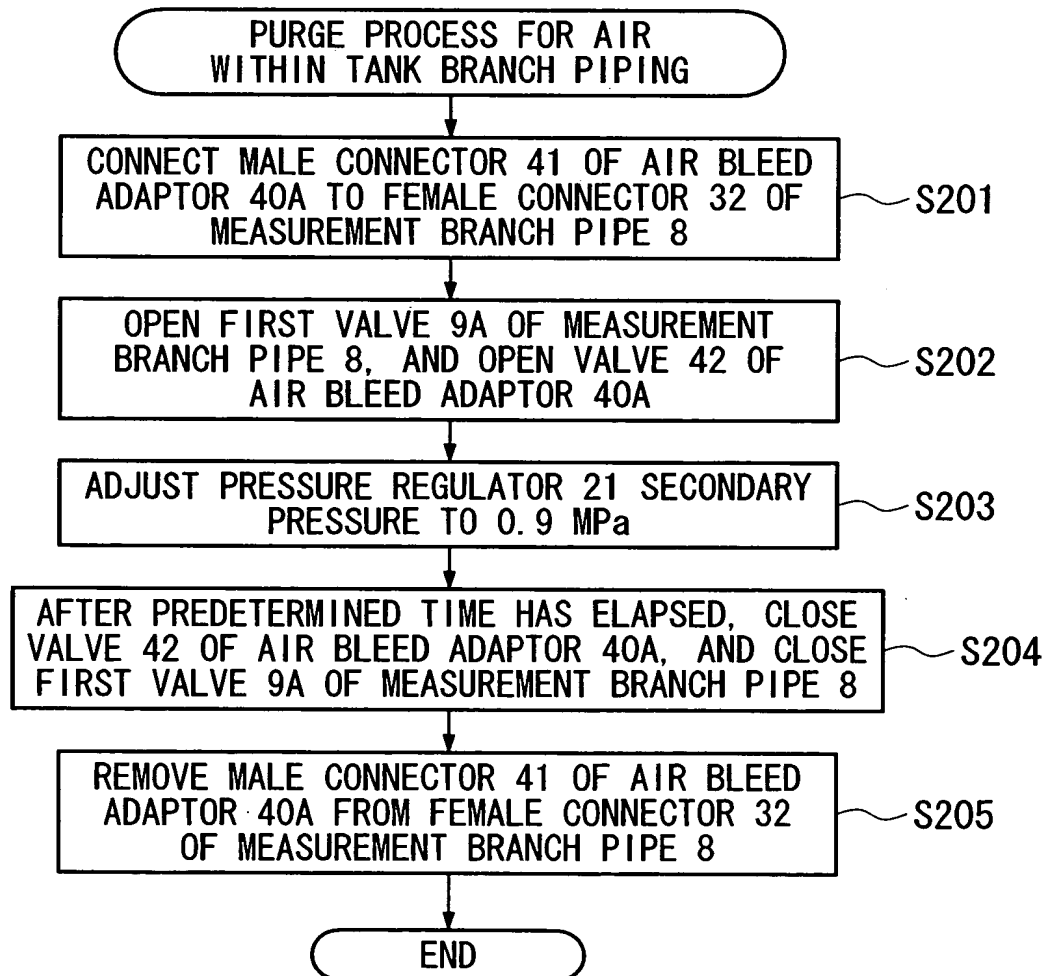 PURGE PROCESS FOR AIR
WITHIN TANK BRANCH PIPING
CONNECT MALE CONNECTOR 41 OF AIR BLEED
ADAPTOR 40A TO FEMALE CONNECTOR 32 OF
MEASUREMENT BRANCH PIPE 8
S201
OPEN FIRST VALVE 9A OF MEASUREMENT
BRANCH PIPE 8, AND OPEN VALVE 42 OF
AIR BLEED ADAPTOR 40A
S202
ADJUST PRESSURE REGULATOR 21 SECONDARY
PRESSURE TO 0.9 MPa
S203
AFTER PREDETERMINED TIME HAS ELAPSED, CLOSE
VALVE 42 OF AIR BLEED ADAPTOR 40A, AND CLOSE
FIRST VALVE 9A OF MEASUREMENT BRANCH PIPE 8
S204
REMOVE MALE CONNECTOR 41 OF AIR BLEED
ADAPTOR 40A FROM FEMALE CONNECTOR 32
OF MEASUREMENT BRANCH PIPE 8
S205
END